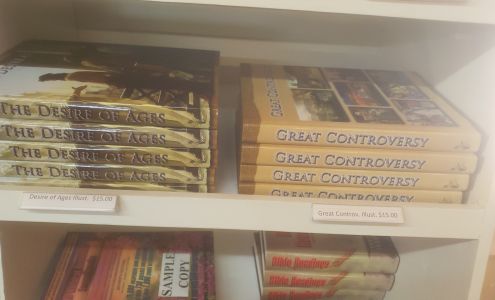 GREAT CONTROVERSY
THE DESIRE OF AGES
THE DESIRE OF AGES
THE DESIRE OF AGES
THE DESIRE OF AGES
GREAT CONTROVERSY
GREAT CONTROVERSY
GREAT CONTROVERSY
GREAT CONTROVERSY
Desire of Ages Illust. $15.00
Great Controv. Illust. $15.00
SAMPLE
COPY
Bible Readings
Bible Readings
Bible Readings